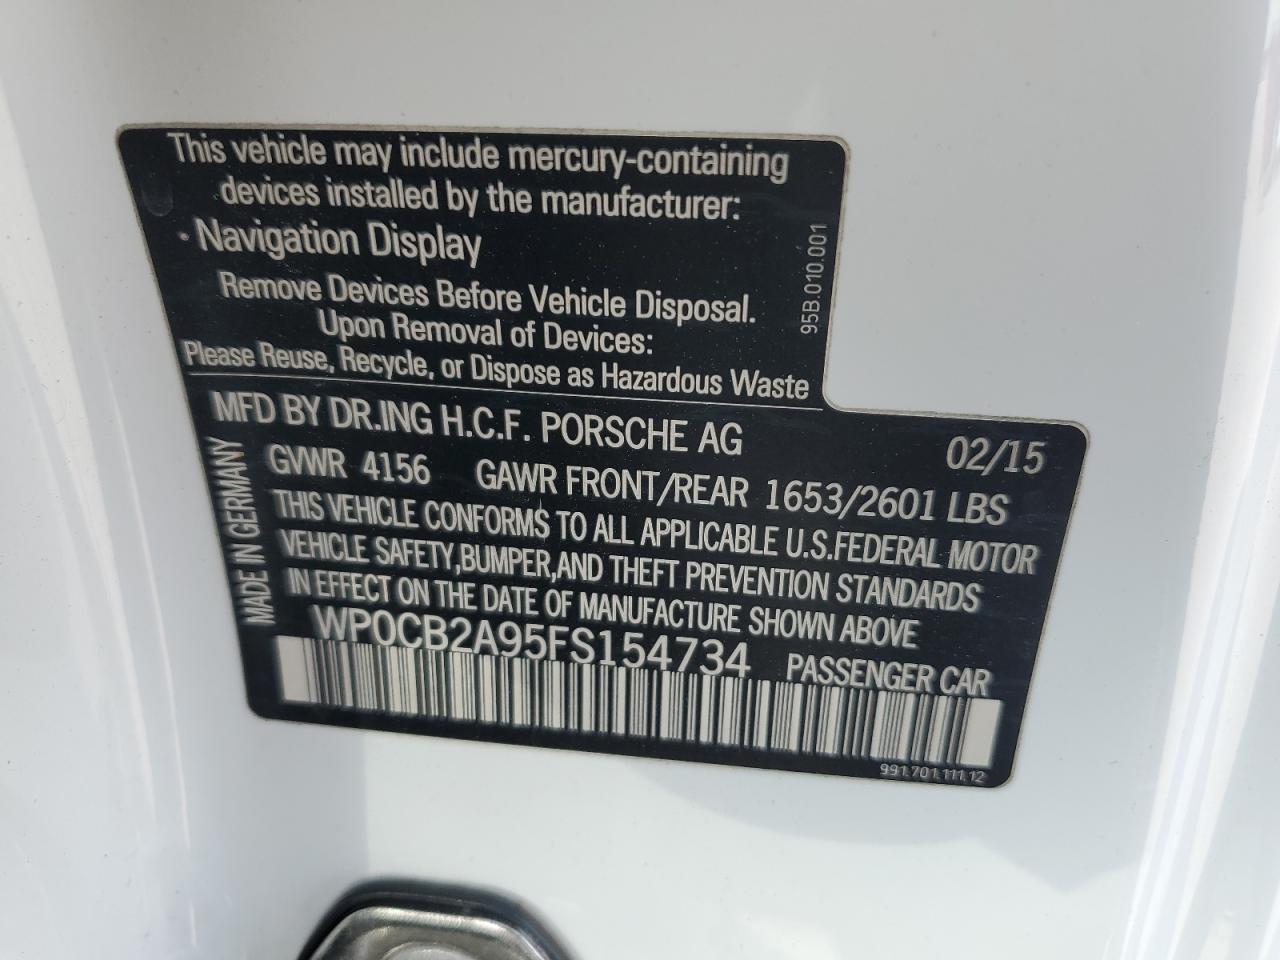 This vehicle may include mercury-containing
devices installed by the manufacturer:
· Navigation Display
Remove Devices Before Vehicle Disposal.
Upon Removal of Devices:
Please Reuse, Recycle, or Dispose as Hazardous Waste
95B.010.001
MFD BY DR.ING H.C.F. PORSCHE AG 02/15
GVWR 4156 GAWR FRONT/REAR 1653/2601 LBS
THIS VEHICLE CONFORMS TO ALL APPLICABLE U.S.FEDERAL MOTOR
VEHICLE SAFETY,BUMPER,AND THEFT PREVENTION STANDARDS
IN EFFECT ON THE DATE OF MANUFACTURE SHOWN ABOVE
WP0CB2A95FS154734 PASSENGER CAR
MADE IN GERMANY
991.701.111.12